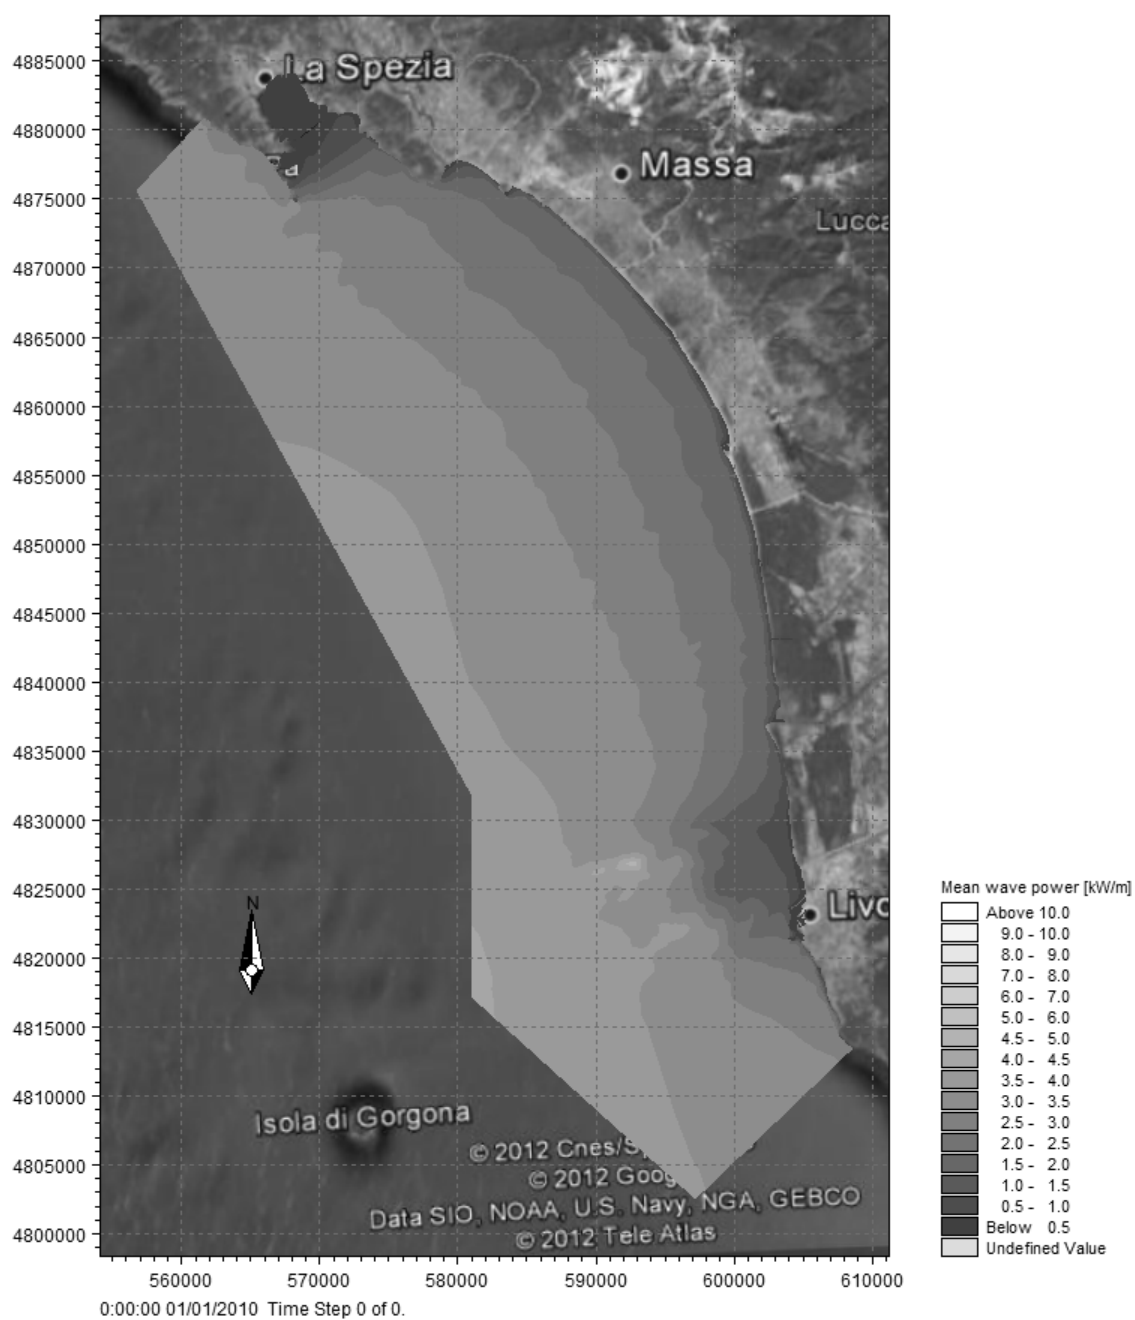 4885000
4880000
4875000
4870000
4865000
4860000
4855000
4850000
4845000
4840000
4835000
4830000
4825000
4820000
4815000
4810000
4805000
4800000
La Spezia
a
Massa
Lucca
Livo
N
Isola di Gorgona
© 2012 Cnes/S
© 2012 Goog
Data SIO, NOAA, U.S. Navy, NGA, GEBCO
© 2012 Tele Atlas
560000 570000 580000 590000 600000 610000
0:00:00 01/01/2010 Time Step 0 of 0.
Mean wave power [kW/m]
Above 10.0
9.0 - 10.0
8.0 - 9.0
7.0 - 8.0
6.0 - 7.0
5.0 - 6.0
4.5 - 5.0
4.0 - 4.5
3.5 - 4.0
3.0 - 3.5
2.5 - 3.0
2.0 - 2.5
1.5 - 2.0
1.0 - 1.5
0.5 - 1.0
Below 0.5
Undefined Value